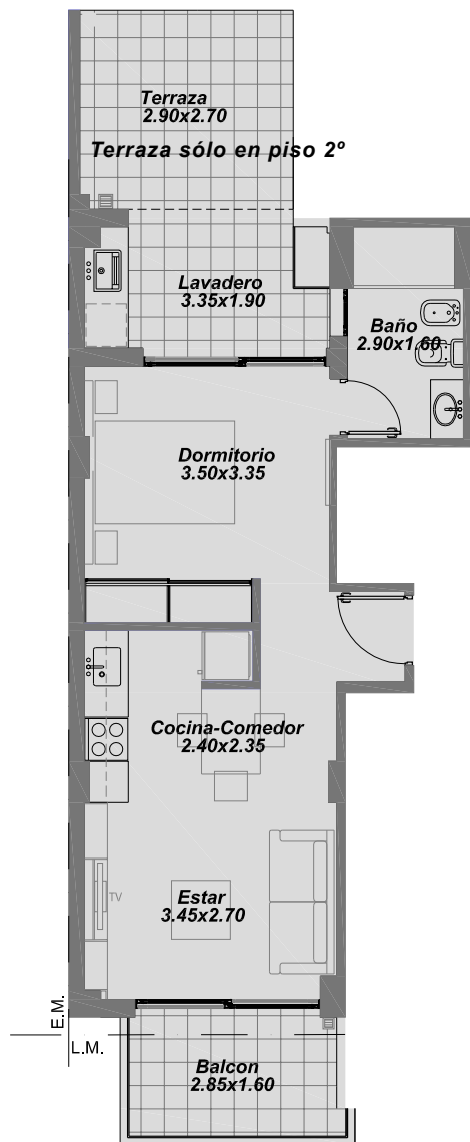 Terraza
2.90x2.70
Terraza sólo en piso 2º
Lavadero
3.35x1.90
Baño
2.90x1.60
Dormitorio
3.50x3.35
Cocina-Comedor
2.40x2.35
Estar
3.45x2.70
TV
E.M.
L.M.
Balcon
2.85x1.60